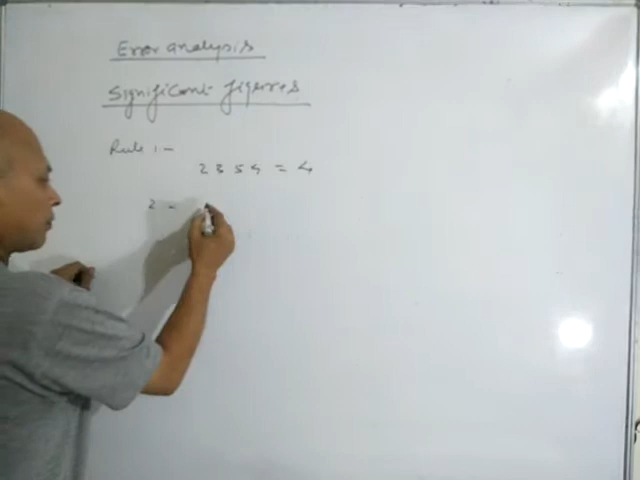 Error analysis
Significant figures
Rule 1 -
2 3 5 4 = 4
2 -